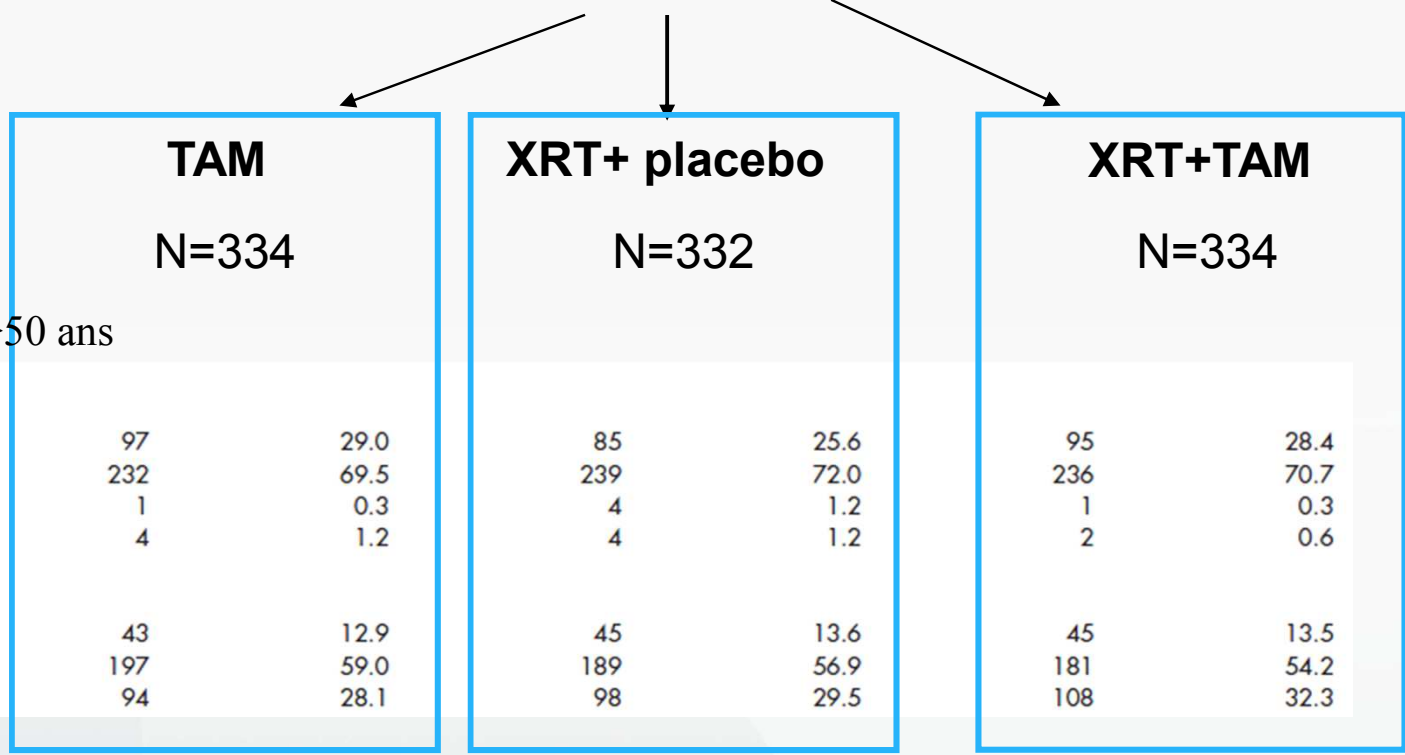 TAM XRT+ placebo XRT+TAM
N=334 N=332 N=334
50 ans
97 29.0 85 25.6 95 28.4
232 69.5 239 72.0 236 70.7
1 0.3 4 1.2 1 0.3
4 1.2 4 1.2 2 0.6
43 12.9 45 13.6 45 13.5
197 59.0 189 56.9 181 54.2
94 28.1 98 29.5 108 32.3